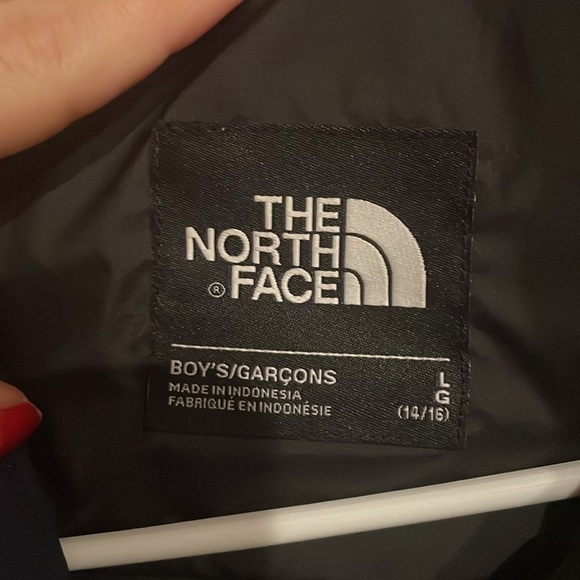 THE
NORTH
® FACE
BOY'S/GARÇONS
MADE IN INDONESIA
FABRIQUÉ EN INDONÉSIE
L
G
(14/16)